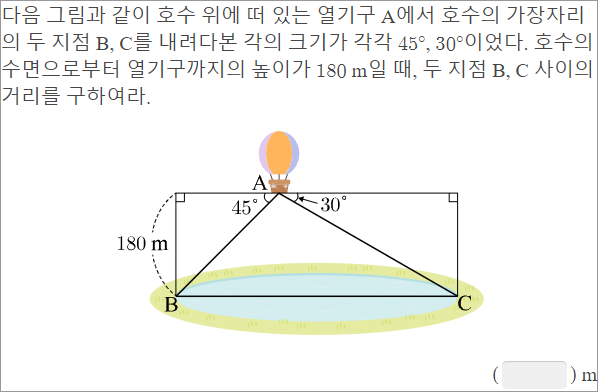 다음 그림과 같이 호수 위에 떠 있는 열기구 A에서 호수의 가장자리
의 두 지점 B, C를 내려다본 각의 크기가 각각 45°, 30°이었다. 호수의
수면으로부터 열기구까지의 높이가 180 m일 때, 두 지점 B, C 사이의
거리를 구하여라.
A
45°
30°
180 m
B
C
( ) m